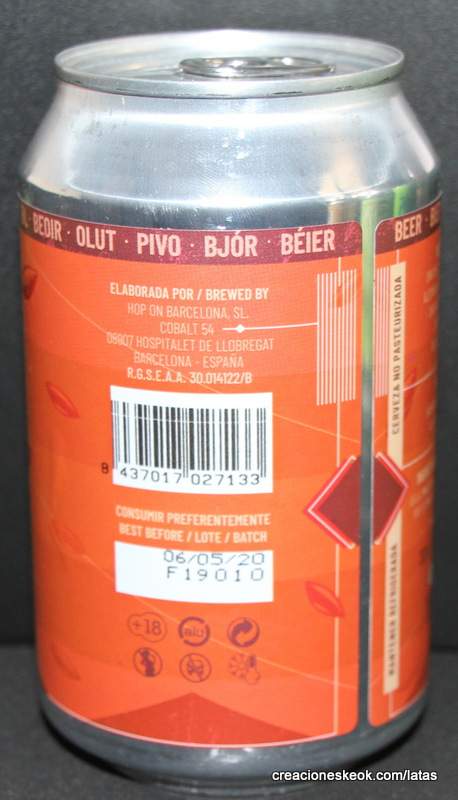 BEOIR · OLUT · PIVO · BJÓR · BÉIER
BEER ·
ELABORADA POR / BREWED BY
HOP ON BARCELONA, SL.
COBALT 54
08907 HOSPITALET DE LLOBREGAT
BARCELONA - ESPAÑA
R.G.S.E.A.A. 30.014122/B
8 437017 027133
CONSUMIR PREFERENTEMENTE
BEST BEFORE / LOTE / BATCH
06/05/20
F19010
+18
alu
CERVEZA NO PASTEURIZADA
MANTENER REFRIGERADA
creacioneskeok.com/latas